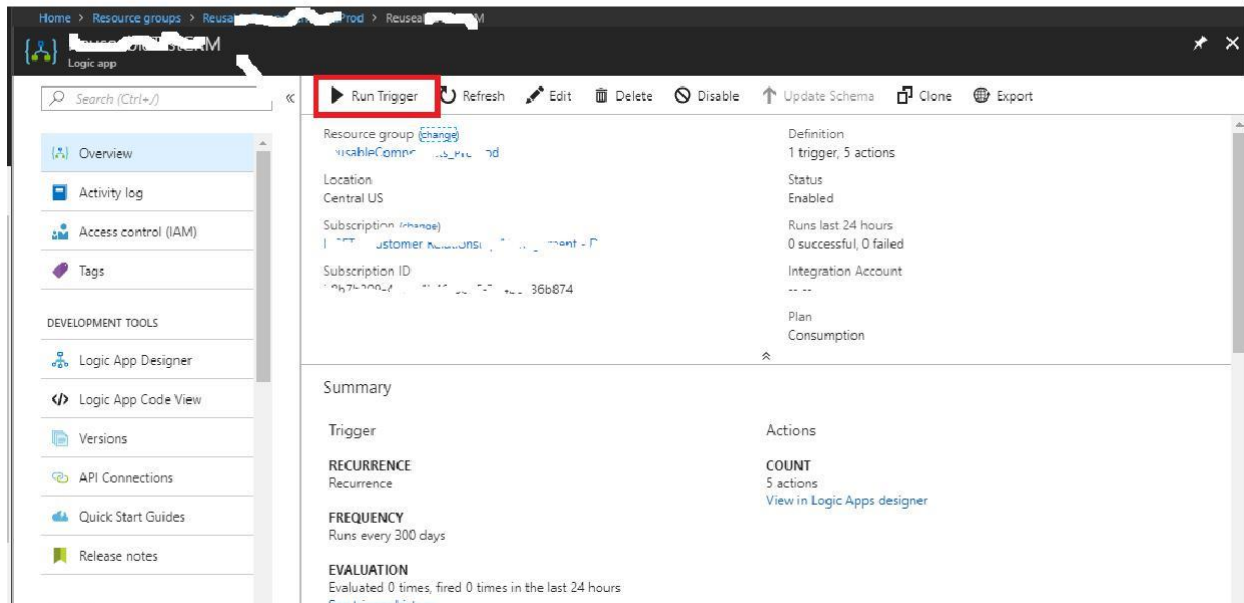 Home > Resource groups > Reusa Prod > Reusea M
M
Logic app
Search (Ctrl+/)
«
Run Trigger Refresh Edit Delete Disable Update Schema Clone Export
Overview
Activity log
Access control (IAM)
Tags
DEVELOPMENT TOOLS
Logic App Designer
Logic App Code View
Versions
API Connections
Quick Start Guides
Release notes
Resource group (change)
Location
Central US
Subscription (change)
Subscription ID
36b874
Definition
1 trigger, 5 actions
Status
Enabled
Runs last 24 hours
0 successful, 0 failed
Integration Account
-- --
Plan
Consumption
Summary
Trigger
RECURRENCE
Recurrence
FREQUENCY
Runs every 300 days
EVALUATION
Evaluated 0 times, fired 0 times in the last 24 hours
Actions
COUNT
5 actions
View in Logic Apps designer